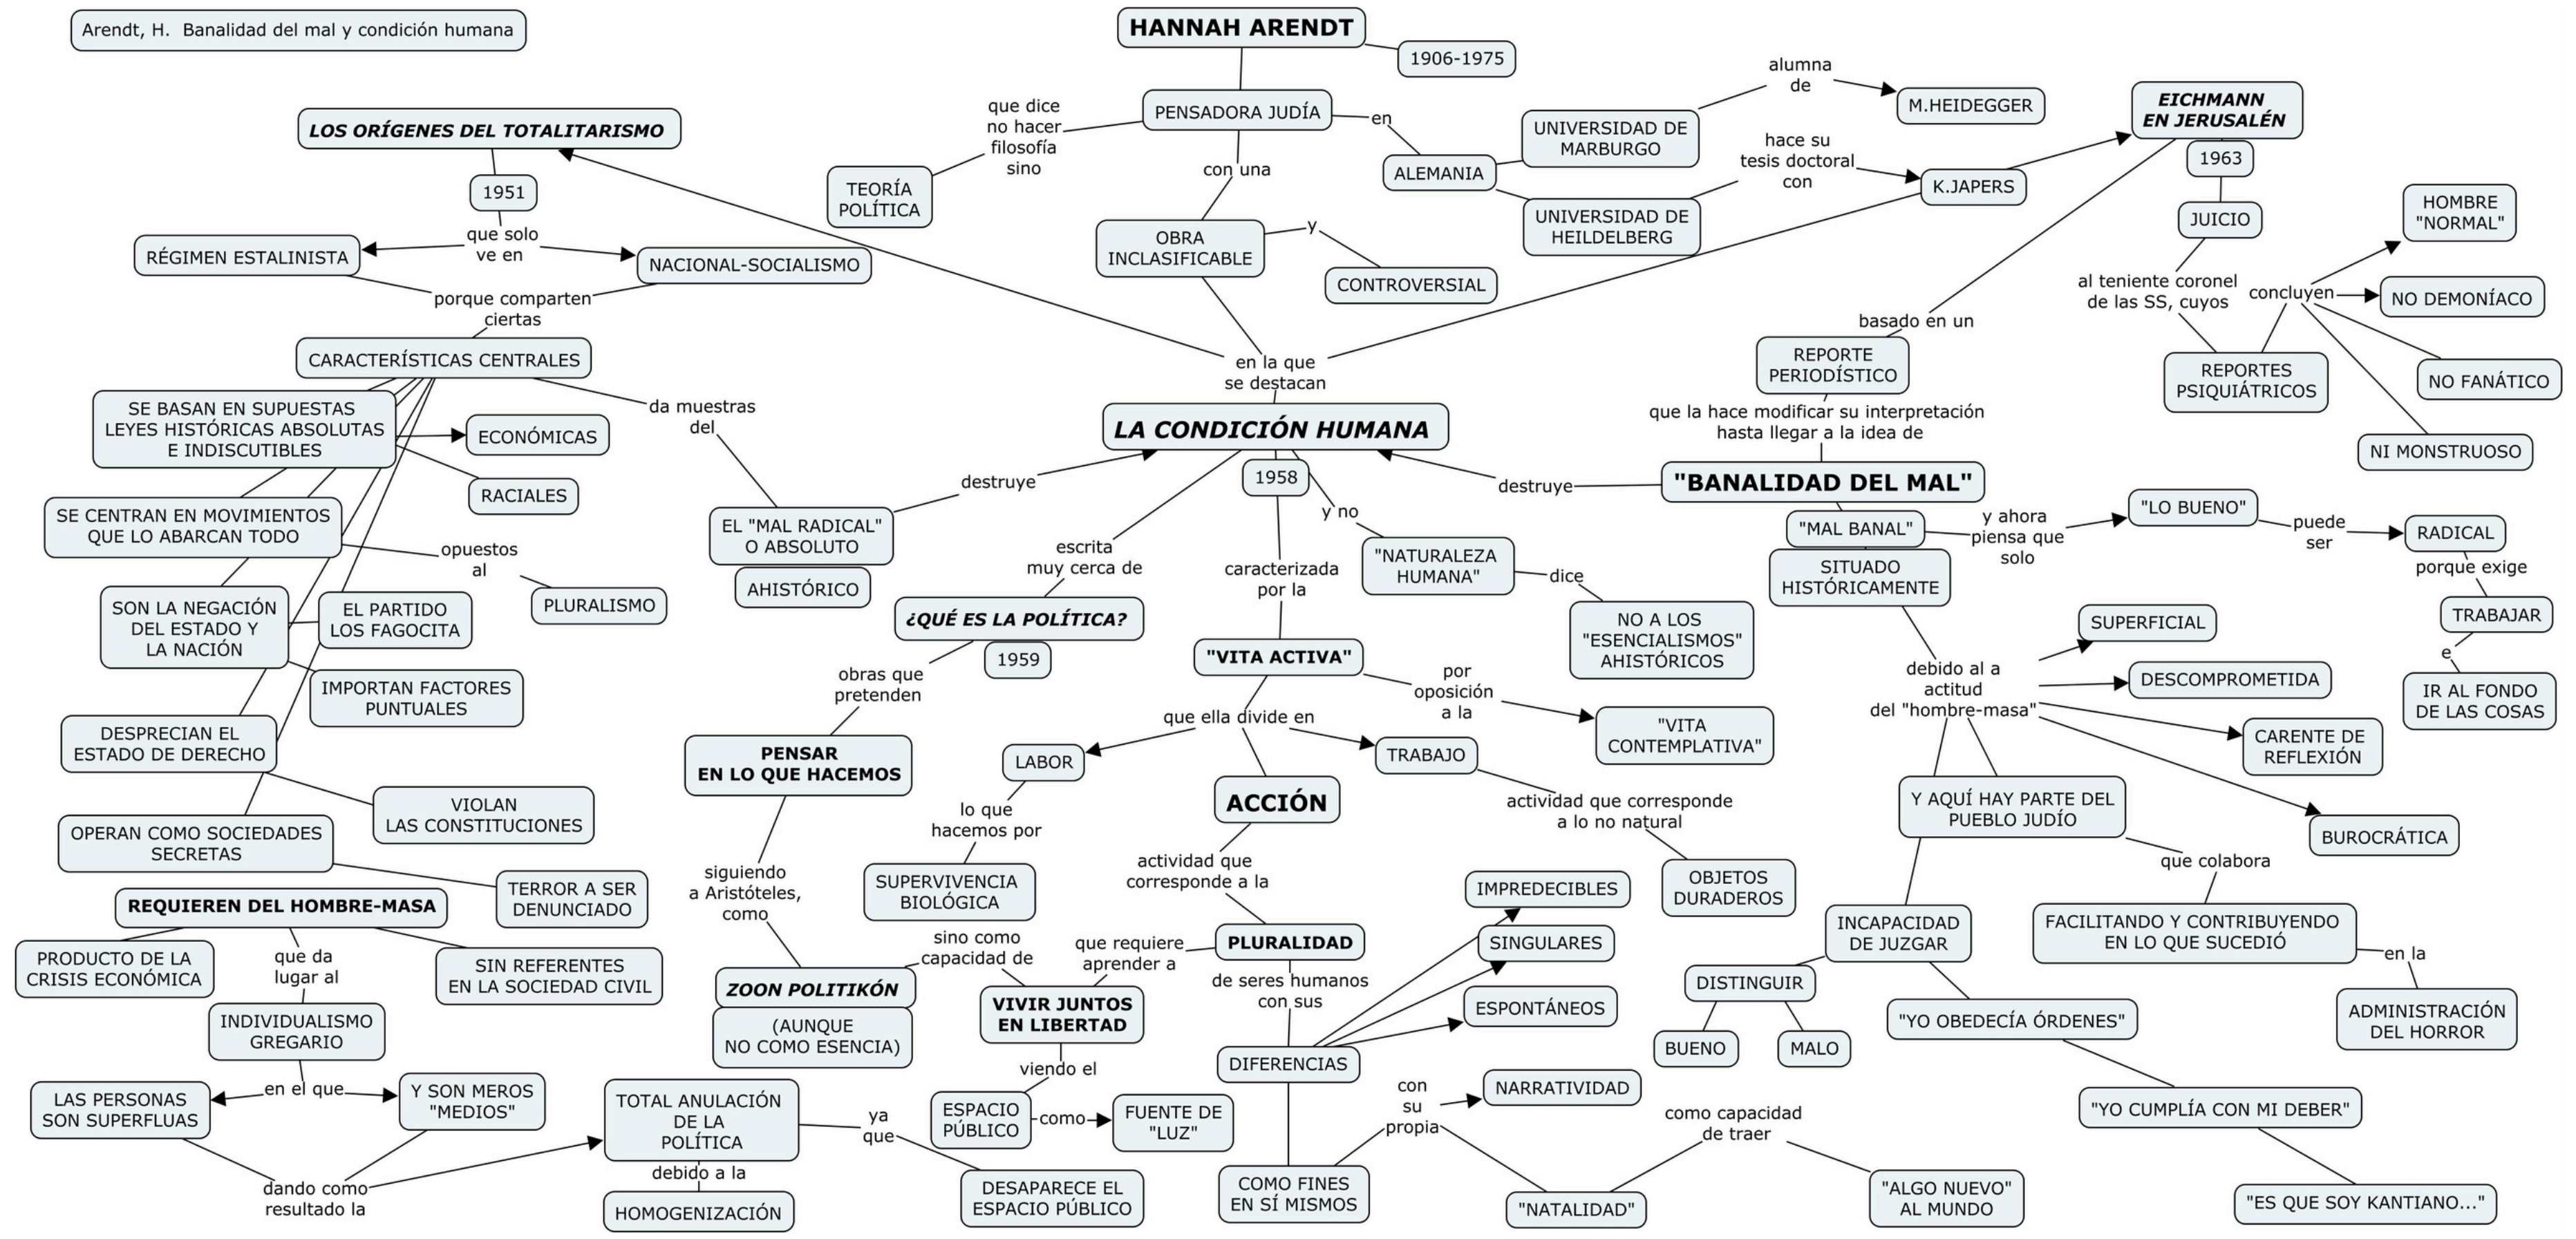 Arendt, H.  Banalidad del mal y condición humana
HANNAH ARENDT
1906-1975
PENSADORA JUDÍA
que dice
no hacer
filosofía
sino
TEORÍA
POLÍTICA
en
ALEMANIA
UNIVERSIDAD DE
MARBURGO
alumna
de
M.HEIDEGGER
UNIVERSIDAD DE
HEILDELBERG
hace su
tesis doctoral
con
K.JAPERS
con una
OBRA
INCLASIFICABLE
y
CONTROVERSIAL
en la que
se destacan
LOS ORÍGENES DEL TOTALITARISMO
1951
que solo
ve en
RÉGIMEN ESTALINISTA
NACIONAL-SOCIALISMO
porque comparten
ciertas
CARACTERÍSTICAS CENTRALES
SE BASAN EN SUPUESTAS
LEYES HISTÓRICAS ABSOLUTAS
E INDISCUTIBLES
ECONÓMICAS
RACIALES
SE CENTRAN EN MOVIMIENTOS
QUE LO ABARCAN TODO
opuestos
al
PLURALISMO
SON LA NEGACIÓN
DEL ESTADO Y
LA NACIÓN
EL PARTIDO
LOS FAGOCITA
IMPORTAN FACTORES
PUNTUALES
DESPRECIAN EL
ESTADO DE DERECHO
VIOLAN
LAS CONSTITUCIONES
OPERAN COMO SOCIEDADES
SECRETAS
TERROR A SER
DENUNCIADO
REQUIEREN DEL HOMBRE-MASA
PRODUCTO DE LA
CRISIS ECONÓMICA
que da
lugar al
SIN REFERENTES
EN LA SOCIEDAD CIVIL
INDIVIDUALISMO
GREGARIO
en el que
LAS PERSONAS
SON SUPERFLUAS
Y SON MEROS
"MEDIOS"
dando como
resultado la
TOTAL ANULACIÓN
DE LA
POLÍTICA
debido a la
HOMOGENIZACIÓN
ya
que
DESAPARECE EL
ESPACIO PÚBLICO
da muestras
del
EL "MAL RADICAL"
O ABSOLUTO
AHISTÓRICO
destruye
LA CONDICIÓN HUMANA
1958
escrita
muy cerca de
¿QUÉ ES LA POLÍTICA?
1959
obras que
pretenden
PENSAR
EN LO QUE HACEMOS
siguiendo
a Aristóteles,
como
ZOON POLITIKÓN
(AUNQUE
NO COMO ESENCIA)
sino como
capacidad de
VIVIR JUNTOS
EN LIBERTAD
viendo el
ESPACIO
PÚBLICO
como
FUENTE DE
"LUZ"
y no
"NATURALEZA
HUMANA"
dice
NO A LOS
"ESENCIALISMOS"
AHISTÓRICOS
caracterizada
por la
"VITA ACTIVA"
por
oposición
a la
"VITA
CONTEMPLATIVA"
que ella divide en
LABOR
lo que
hacemos por
SUPERVIVENCIA
BIOLÓGICA
TRABAJO
actividad que corresponde
a lo no natural
OBJETOS
DURADEROS
ACCIÓN
actividad que
corresponde a la
PLURALIDAD
que requiere
aprender a
de seres humanos
con sus
DIFERENCIAS
IMPREDECIBLES
SINGULARES
ESPONTÁNEOS
COMO FINES
EN SÍ MISMOS
con
su
propia
NARRATIVIDAD
"NATALIDAD"
como capacidad
de traer
"ALGO NUEVO"
AL MUNDO
EICHMANN
EN JERUSALÉN
1963
JUICIO
al teniente coronel
de las SS, cuyos
REPORTES
PSIQUIÁTRICOS
concluyen
HOMBRE
"NORMAL"
NO DEMONÍACO
NO FANÁTICO
NI MONSTRUOSO
basado en un
REPORTE
PERIODÍSTICO
que la hace modificar su interpretación
hasta llegar a la idea de
"BANALIDAD DEL MAL"
destruye
"MAL BANAL"
SITUADO
HISTÓRICAMENTE
y ahora
piensa que
solo
"LO BUENO"
puede
ser
RADICAL
porque exige
TRABAJAR
e
IR AL FONDO
DE LAS COSAS
debido al a
actitud
del "hombre-masa"
SUPERFICIAL
DESCOMPROMETIDA
CARENTE DE
REFLEXIÓN
BUROCRÁTICA
Y AQUÍ HAY PARTE DEL
PUEBLO JUDÍO
que colabora
FACILITANDO Y CONTRIBUYENDO
EN LO QUE SUCEDIÓ
en la
ADMINISTRACIÓN
DEL HORROR
INCAPACIDAD
DE JUZGAR
DISTINGUIR
BUENO
MALO
"YO OBEDECÍA ÓRDENES"
"YO CUMPLÍA CON MI DEBER"
"ES QUE SOY KANTIANO..."